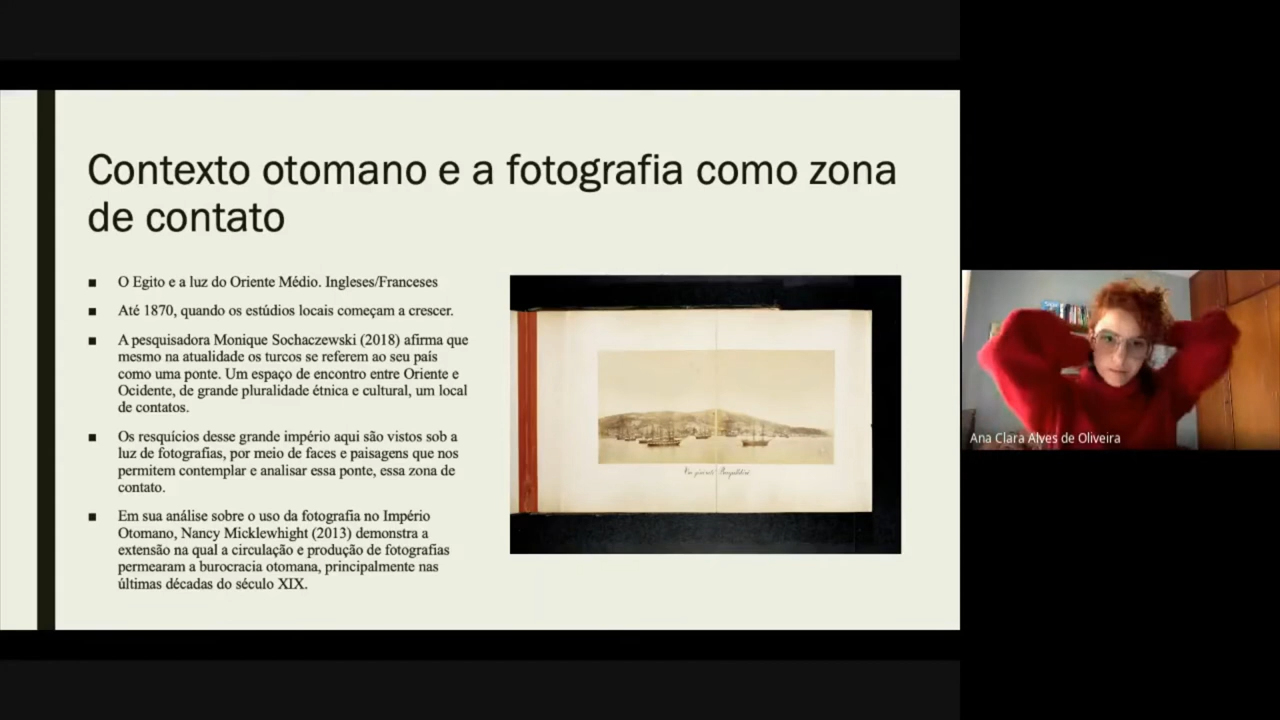 Contexto otomano e a fotografia como zona
de contato
■ O Egito e a luz do Oriente Médio. Ingleses/Franceses
■ Até 1870, quando os estúdios locais começam a crescer.
■ A pesquisadora Monique Sochaczewski (2018) afirma que
mesmo na atualidade os turcos se referem ao seu país
como uma ponte. Um espaço de encontro entre Oriente e
Ocidente, de grande pluralidade étnica e cultural, um local
de contatos.
■ Os resquícios desse grande império aqui são vistos sob a
luz de fotografias, por meio de faces e paisagens que nos
permitem contemplar e analisar essa ponte, essa zona de
contato.
■ Em sua análise sobre o uso da fotografia no Império
Otomano, Nancy Micklewhight (2013) demonstra a
extensão na qual a circulação e produção de fotografias
permearam a burocracia otomana, principalmente nas
últimas décadas do século XIX.
Ana Clara Alves de Oliveira